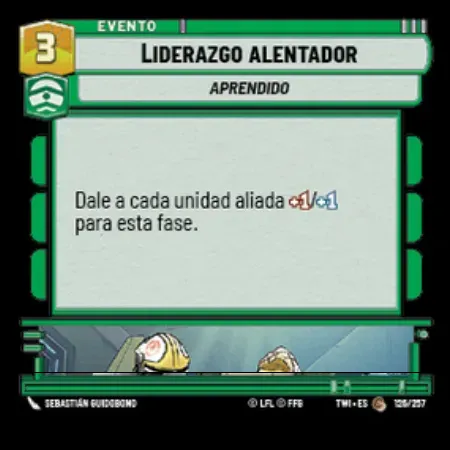 EVENTO
3
LIDERAZGO ALENTADOR
APRENDIDO
Dale a cada unidad aliada +1/+1
para esta fase.
SEBASTIÁN GUIDOBONO
© LFL © FFG
TWI • ES
126/257